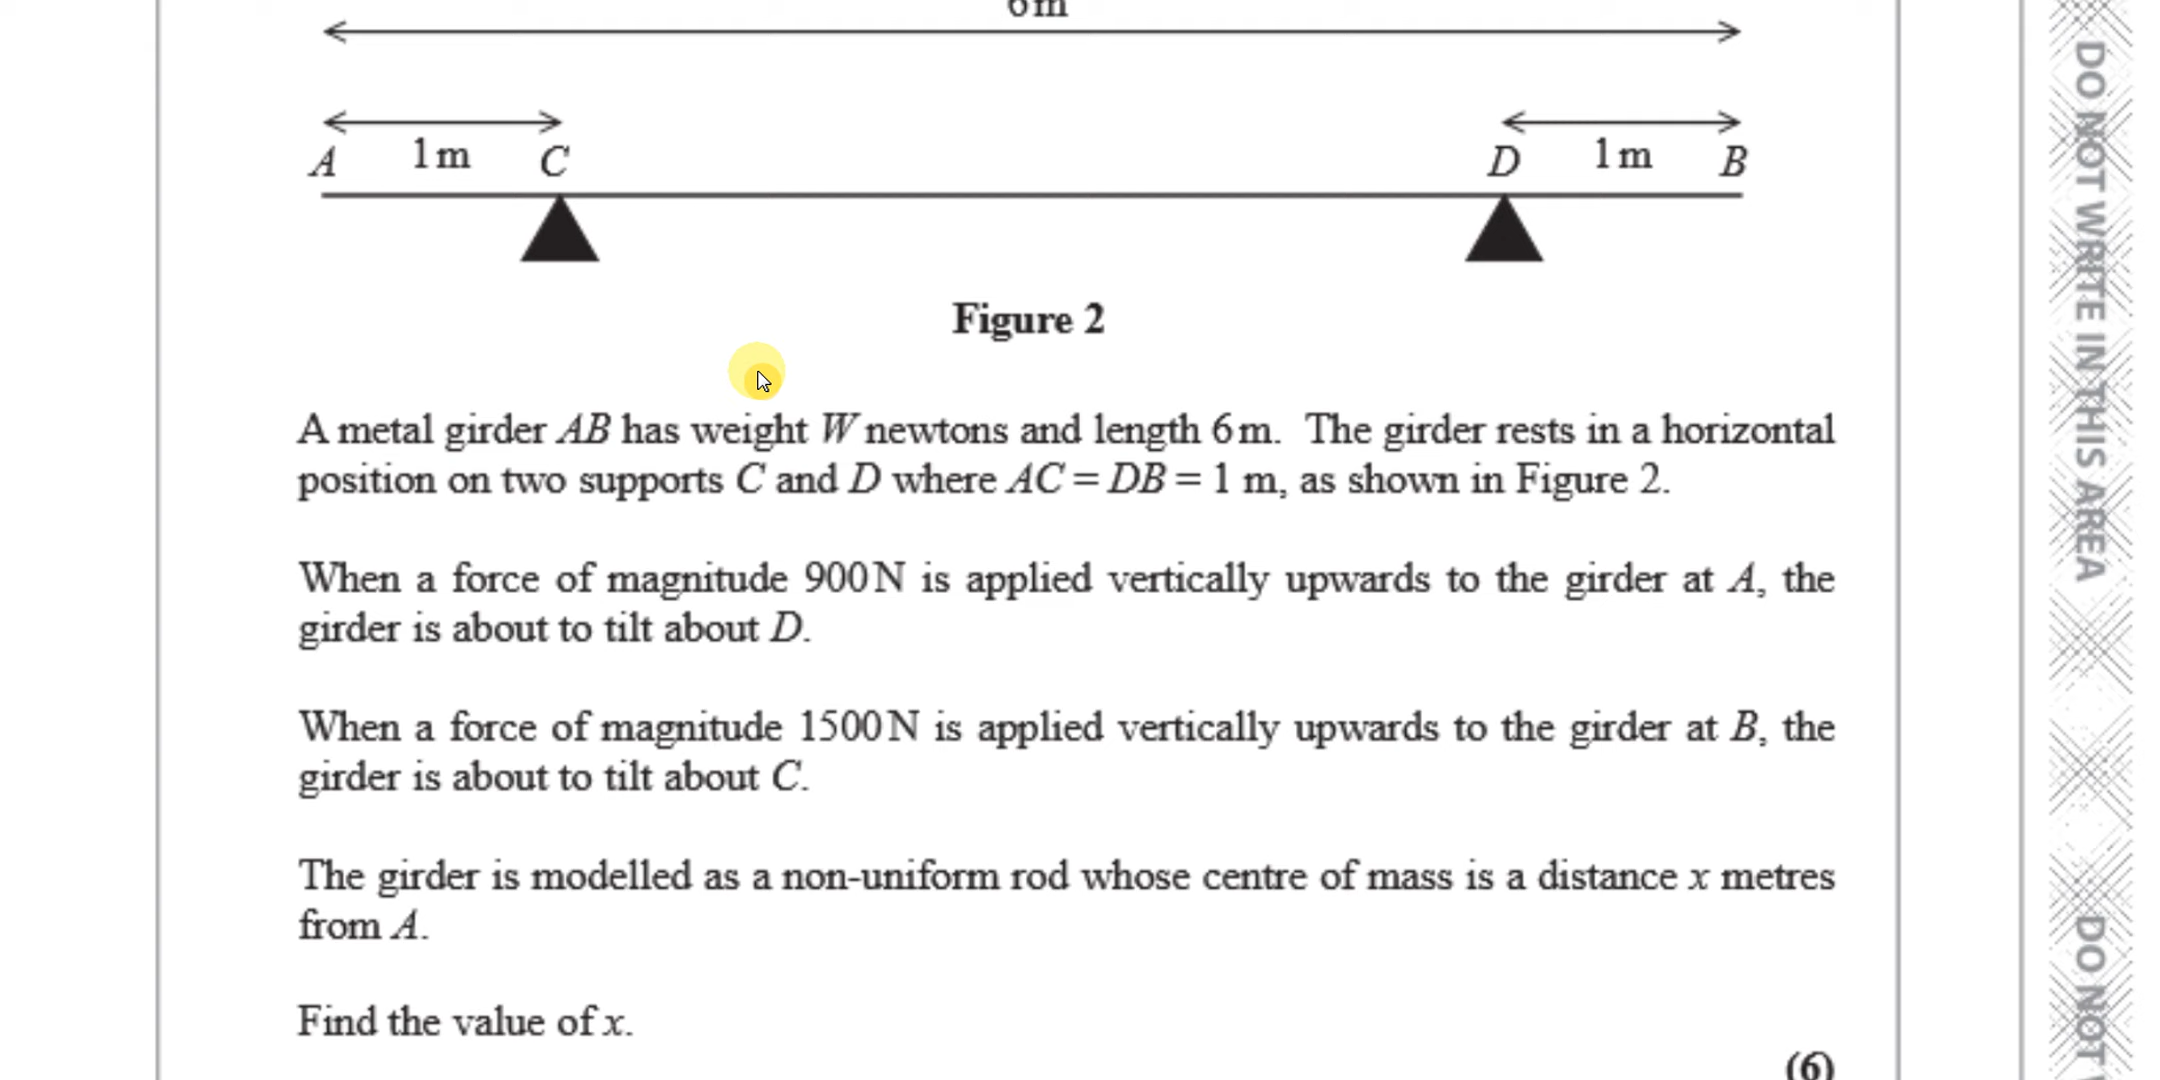 6 m
1 m
1 m
A
C
D
B
Figure 2
A metal girder AB has weight W newtons and length 6 m. The girder rests in a horizontal
position on two supports C and D where AC = DB = 1 m, as shown in Figure 2.
When a force of magnitude 900 N is applied vertically upwards to the girder at A, the
girder is about to tilt about D.
When a force of magnitude 1500 N is applied vertically upwards to the girder at B, the
girder is about to tilt about C.
The girder is modelled as a non-uniform rod whose centre of mass is a distance x metres
from A.
Find the value of x.
(6)
DO NOT WRITE IN THIS AREA
DO NOT